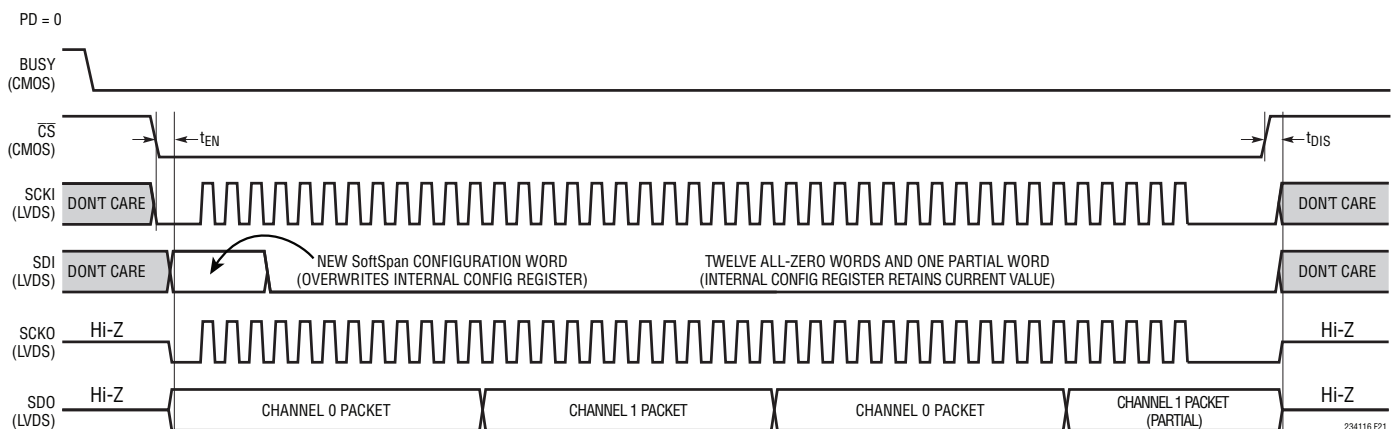 PD = 0
BUSY
(CMOS)
CS
(CMOS)
tEN
tDIS
SCKI
(LVDS)
DON'T CARE
DON'T CARE
SDI
(LVDS)
DON'T CARE
NEW SoftSpan CONFIGURATION WORD
(OVERWRITES INTERNAL CONFIG REGISTER)
TWELVE ALL-ZERO WORDS AND ONE PARTIAL WORD
(INTERNAL CONFIG REGISTER RETAINS CURRENT VALUE)
DON'T CARE
SCKO
(LVDS)
Hi-Z
Hi-Z
SDO
(LVDS)
Hi-Z
CHANNEL 0 PACKET
CHANNEL 1 PACKET
CHANNEL 0 PACKET
CHANNEL 1 PACKET
(PARTIAL)
Hi-Z
234116 F21